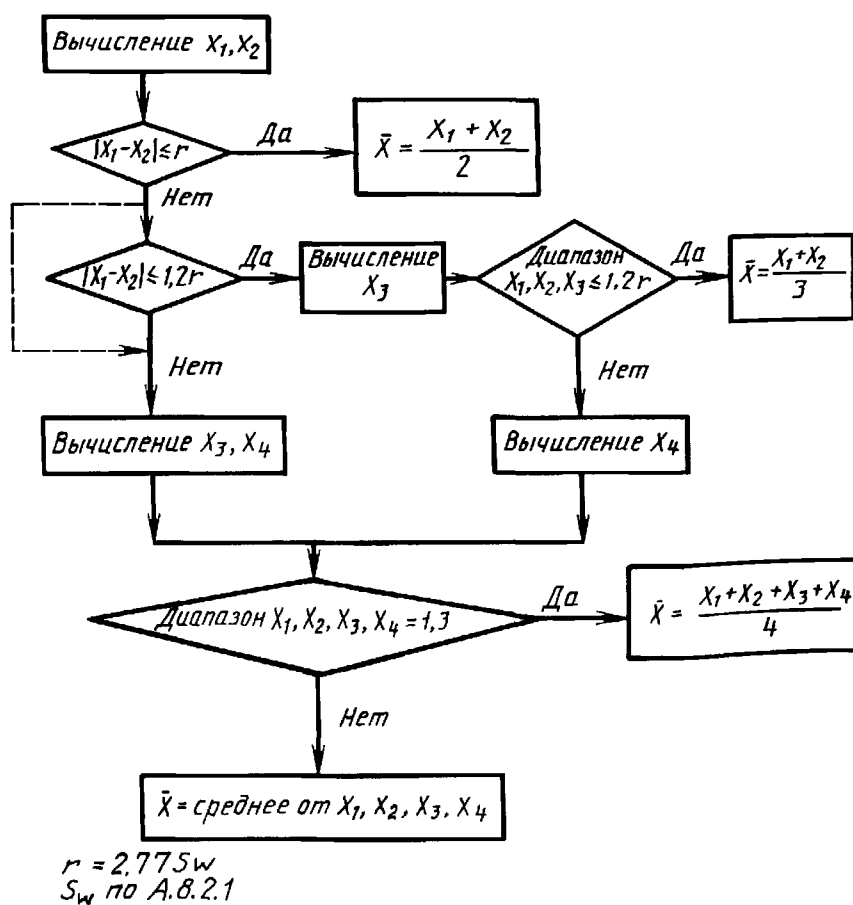 Вычисление X₁, X₂
|X₁-X₂|≤r
Да
X̄ = (X₁ + X₂)/2
Нет
|X₁-X₂|≤1,2r
Да
Вычисление
X₃
Диапазон
X₁, X₂, X₃≤1,2r
Да
X̄=(X₁+X₂)/3
Нет
Нет
Вычисление X₃, X₄
Вычисление X₄
Диапазон X₁, X₂, X₃, X₄=1,3
Да
X̄ = (X₁+X₂+X₃+X₄)/4
Нет
X̄ = среднее от X₁, X₂, X₃, X₄
r = 2,77Sw
Sw по А.8.2.1